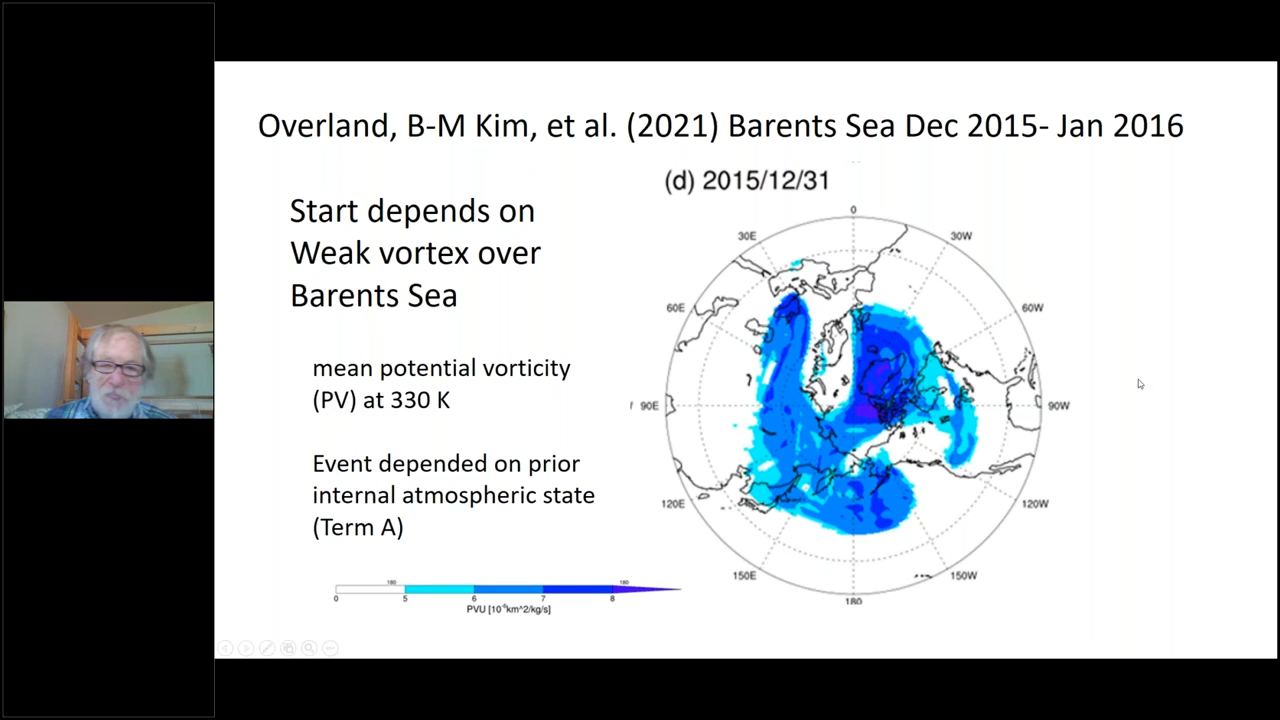 Overland, B-M Kim, et al. (2021) Barents Sea Dec 2015- Jan 2016
Start depends on
Weak vortex over
Barents Sea
mean potential vorticity
(PV) at 330 K
Event depended on prior
internal atmospheric state
(Term A)
(d) 2015/12/31
0
30E
30W
60E
60W
90E
90W
120E
120W
150E
150W
180
180
180
0
5
6
7
8
PVU [10⁻⁶km^2/kg/s]